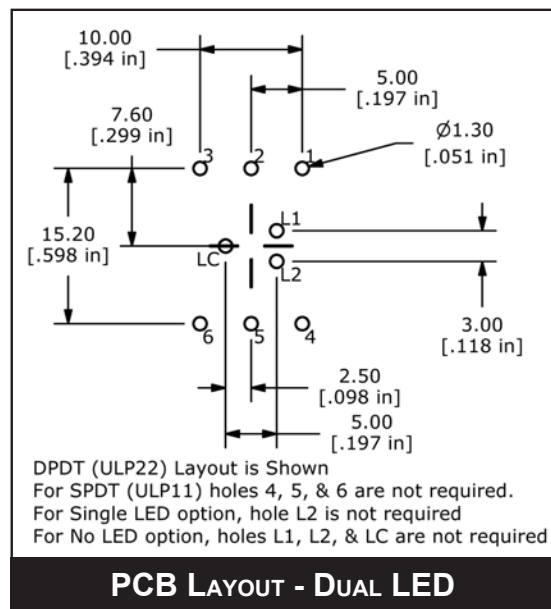 10.00
[.394 in]
5.00
[.197 in]
7.60
[.299 in]
Ø1.30
[.051 in]
3 2 1
15.20
[.598 in]
L1
LC
L2
3.00
[.118 in]
6 5 4
2.50
[.098 in]
5.00
[.197 in]
DPDT (ULP22) Layout is Shown
For SPDT (ULP11) holes 4, 5, & 6 are not required.
For Single LED option, hole L2 is not required
For No LED option, holes L1, L2, & LC are not required
PCB LAYOUT - DUAL LED